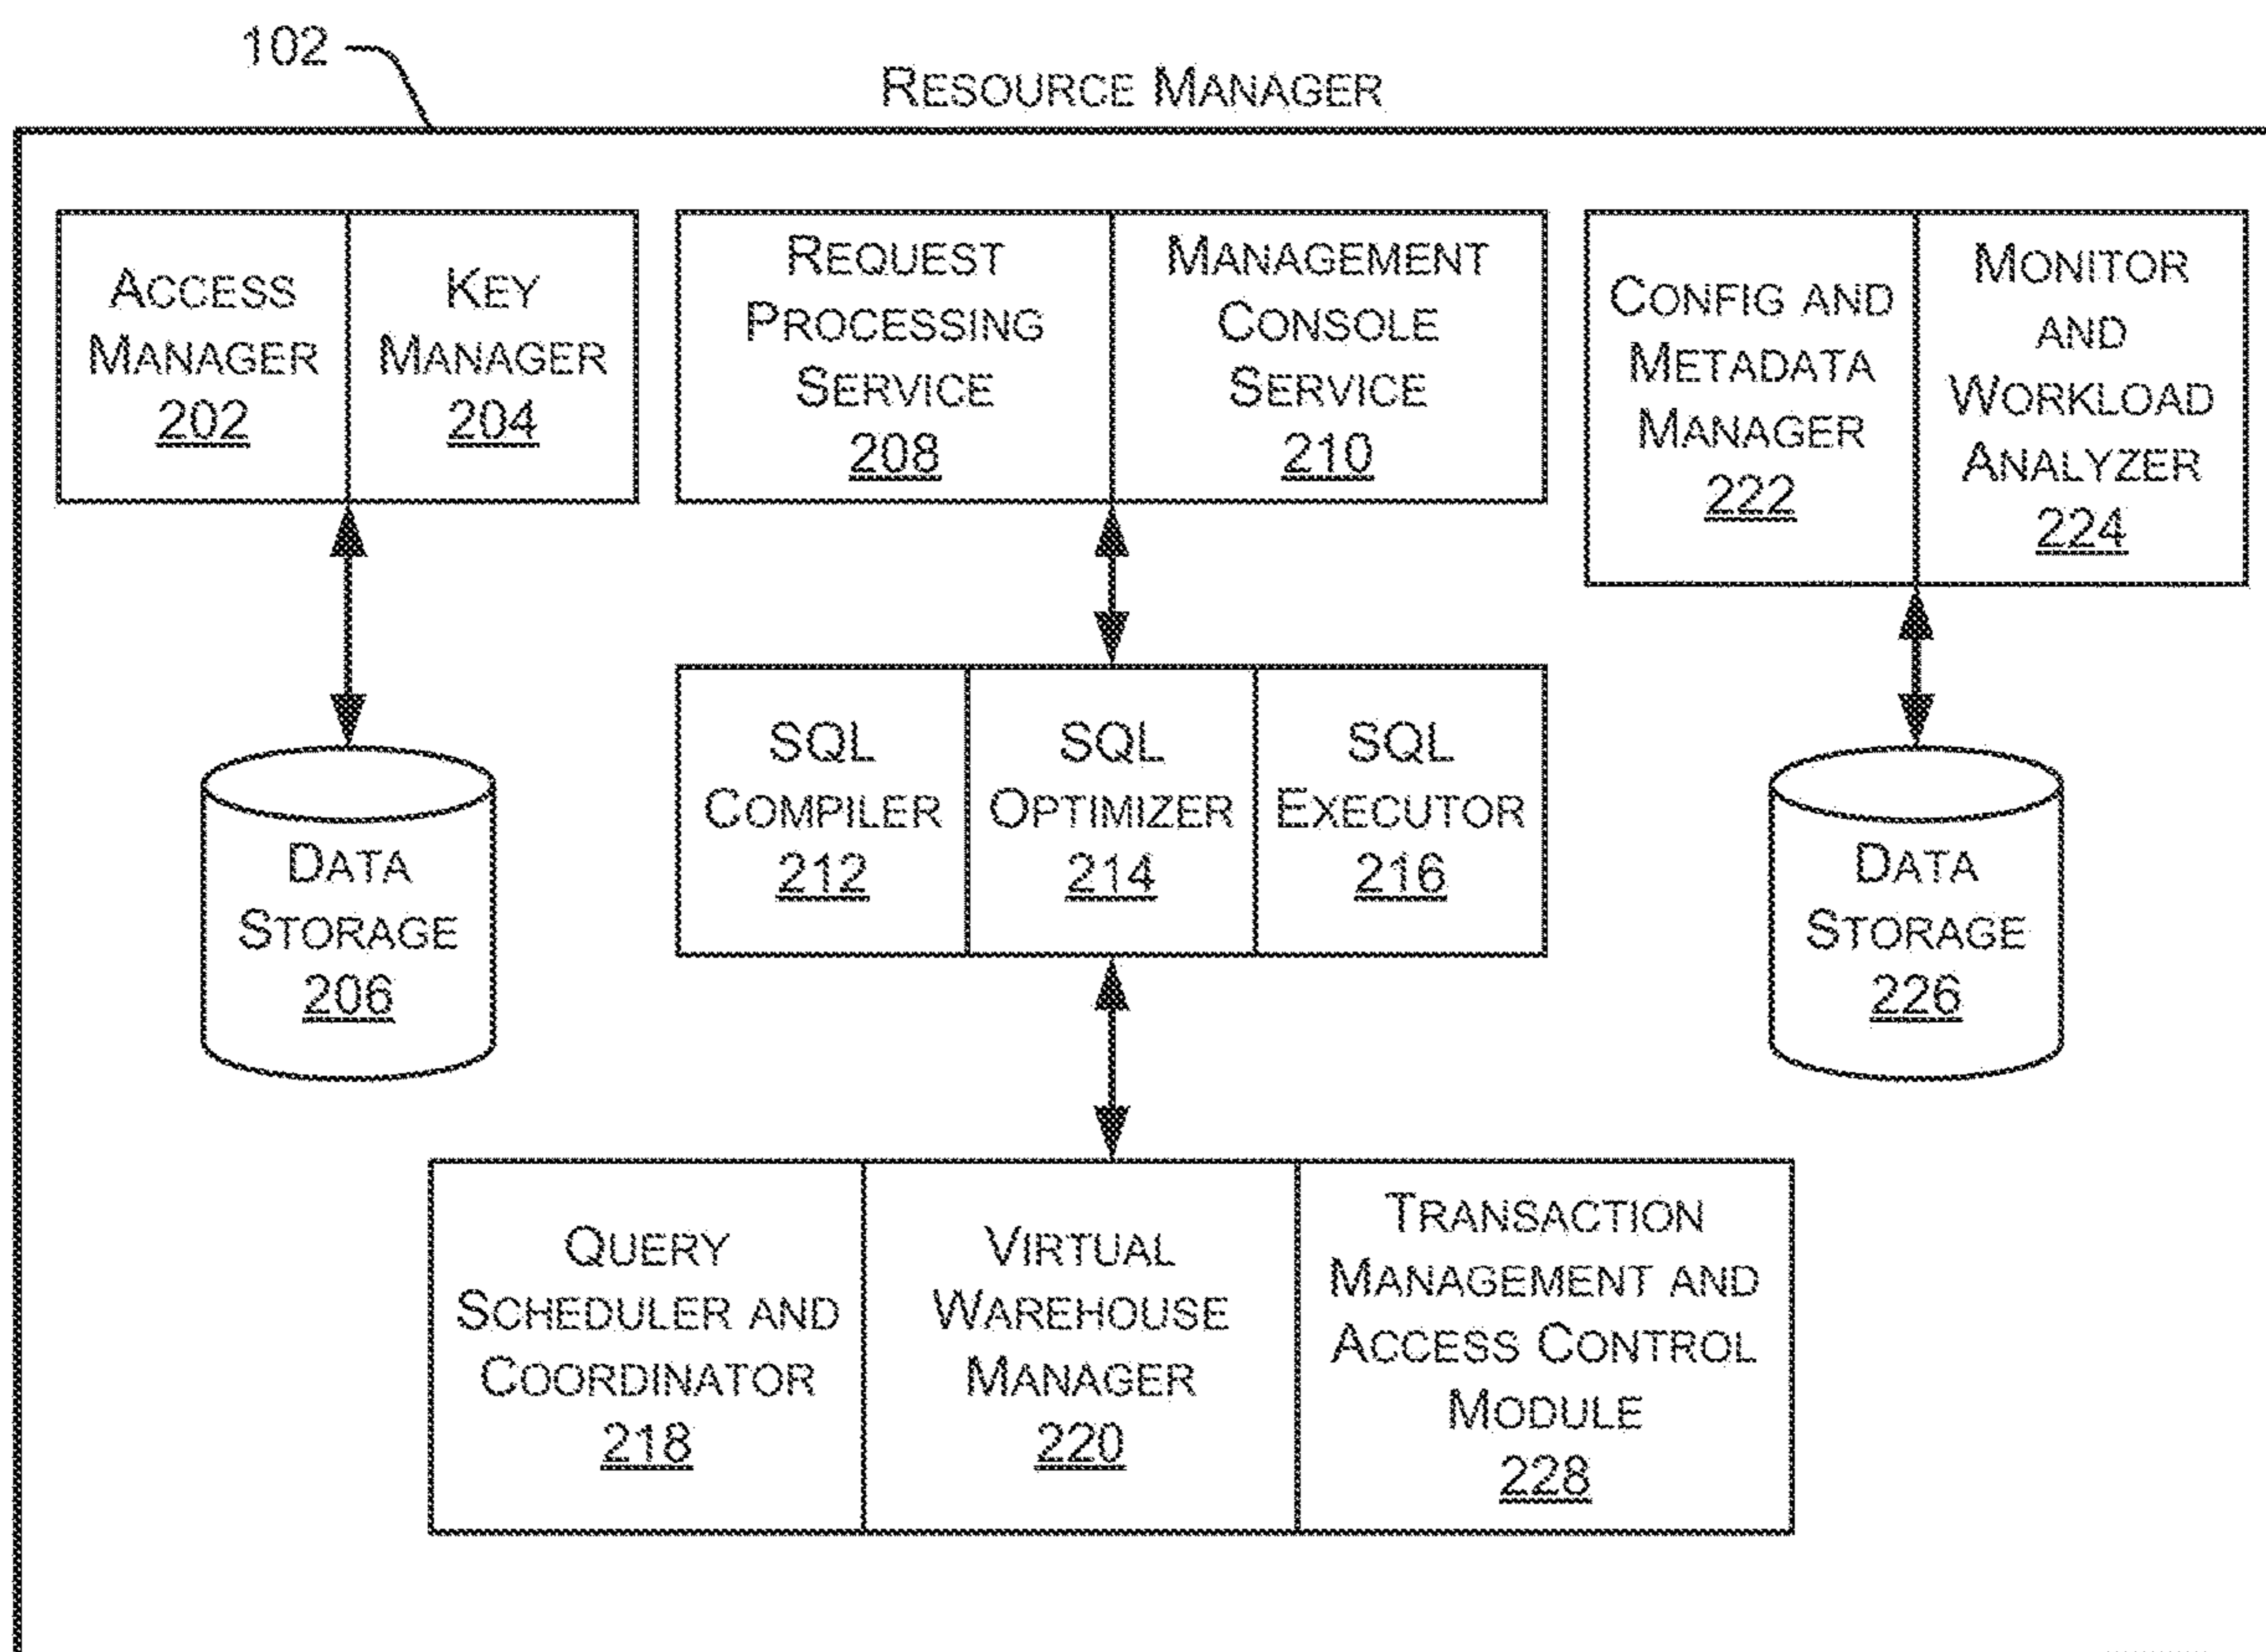 102
RESOURCE MANAGER
ACCESS
MANAGER
202
KEY
MANAGER
204
REQUEST
PROCESSING
SERVICE
208
MANAGEMENT
CONSOLE
SERVICE
210
CONFIG AND
METADATA
MANAGER
222
MONITOR
AND
WORKLOAD
ANALYZER
224
SQL
COMPILER
212
SQL
OPTIMIZER
214
SQL
EXECUTOR
216
DATA
STORAGE
206
DATA
STORAGE
226
QUERY
SCHEDULER AND
COORDINATOR
218
VIRTUAL
WAREHOUSE
MANAGER
220
TRANSACTION
MANAGEMENT AND
ACCESS CONTROL
MODULE
228